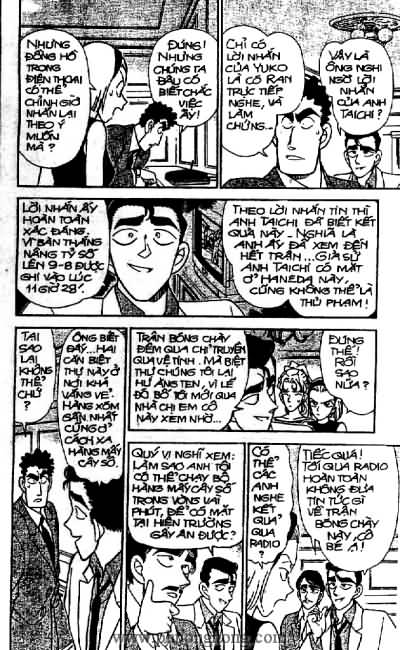 VẬY LÀ
ÔNG NGHI
NGỜ LỜI
NHẮN
CỦA ANH
TAICHI?
CHỈ CÓ
LỜI NHẮN
CỦA YUKO
LÀ CÔ RAN
TRỰC TIẾP
NGHE, VÀ
LÀM
CHỨNG...
ĐÚNG!
NHƯNG
CHÚNG TA
ĐÂU CÓ
BIẾT CHẮC
VIỆC
ẤY!
NHƯNG
ĐỒNG HỒ
TRONG
ĐIỆN THOẠI
CÓ THỂ
CHỈNH GIỜ
NHẮN LẠI
THEO Ý
MUỐN
MÀ?
THEO LỜI NHẮN TIN THÌ
ANH TAICHI ĐÃ BIẾT KẾT
QUẢ NÀY. NGHĨA LÀ
ANH ẤY ĐÃ XEM ĐẾN
HẾT TRẬN...GIẢ SỬ
ANH TAICHI CÓ MẶT
Ở HANEDA NÀY,
CŨNG KHÔNG THỂ LÀ
THỦ PHẠM!
LỜI NHẮN ẤY
HOÀN TOÀN
XÁC ĐÁNG.
VÌ BÀN THẮNG
NÂNG TỶ SỐ
LÊN 9-8 ĐƯỢC
GHI VÀO LÚC
11 GIỜ 28'.
ĐÚNG
THẾ!
RỒI
SAO
NỮA?
TRẬN BÓNG CHÀY
ĐÊM QUA CHỈ TRUYỀN
QUA VỆ TINH. MÀ BIỆT
THỰ CHÚNG TÔI LẠI
HƯ ĂNG TEN, VÌ LẼ
ĐÓ BỐ TÔI MỚI QUA
NHÀ CHỊ EM CÔ
NÀY XEM NHỜ...
ÔNG BIẾT
ĐẤY...HAI
CĂN BIỆT
THỰ NÀY Ở
NƠI KHÁ
VẮNG VẺ.
HÀNG XÓM
GẦN NHẤT
CŨNG Ở
CÁCH XA
HÀNG MẤY
CÂY SỐ.
TẠI
SAO
LẠI
KHÔNG
THỂ
CHỨ?
TIẾC QUÁ!
TỐI QUA RADIO
HOÀN TOÀN
KHÔNG ĐƯA
TIN TỨC GÌ
VỀ TRẬN
BÓNG CHÀY
NÀY, CÔ
BÉ Ạ!
CÓ
THỂ
CÁC
ANH
NGHE
KẾT
QUẢ
QUA
RADIO
?
QUÝ VỊ NGHĨ XEM:
LÀM SAO ANH TÔI
CÓ THỂ CHẠY BỘ
HÀNG MẤY CÂY SỐ
TRONG VÒNG VÀI
PHÚT, ĐỂ CÓ MẶT
TẠI HIỆN TRƯỜNG
GÂY ÁN ĐƯỢC?